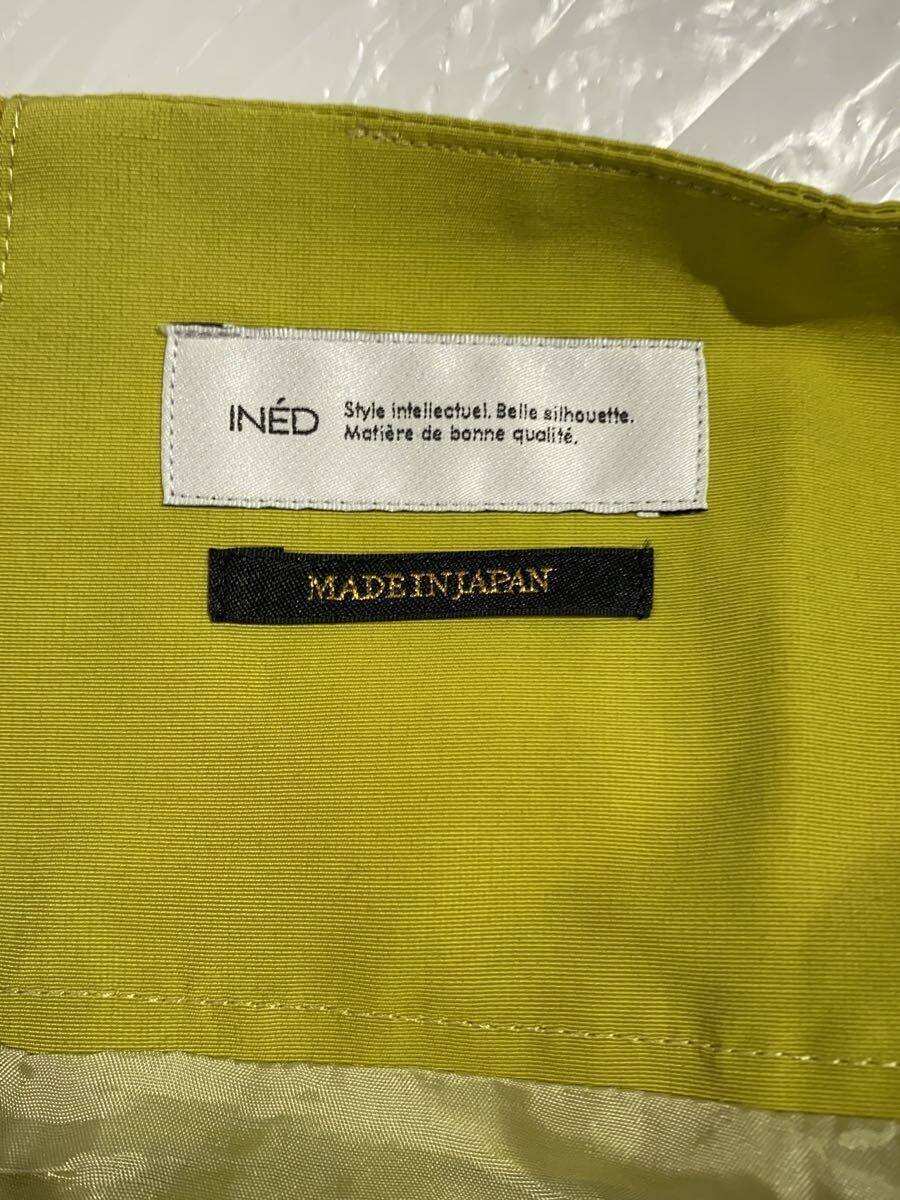 INÉD
Style intellectuel. Belle silhouette.
Matière de bonne qualité.
MADE IN JAPAN